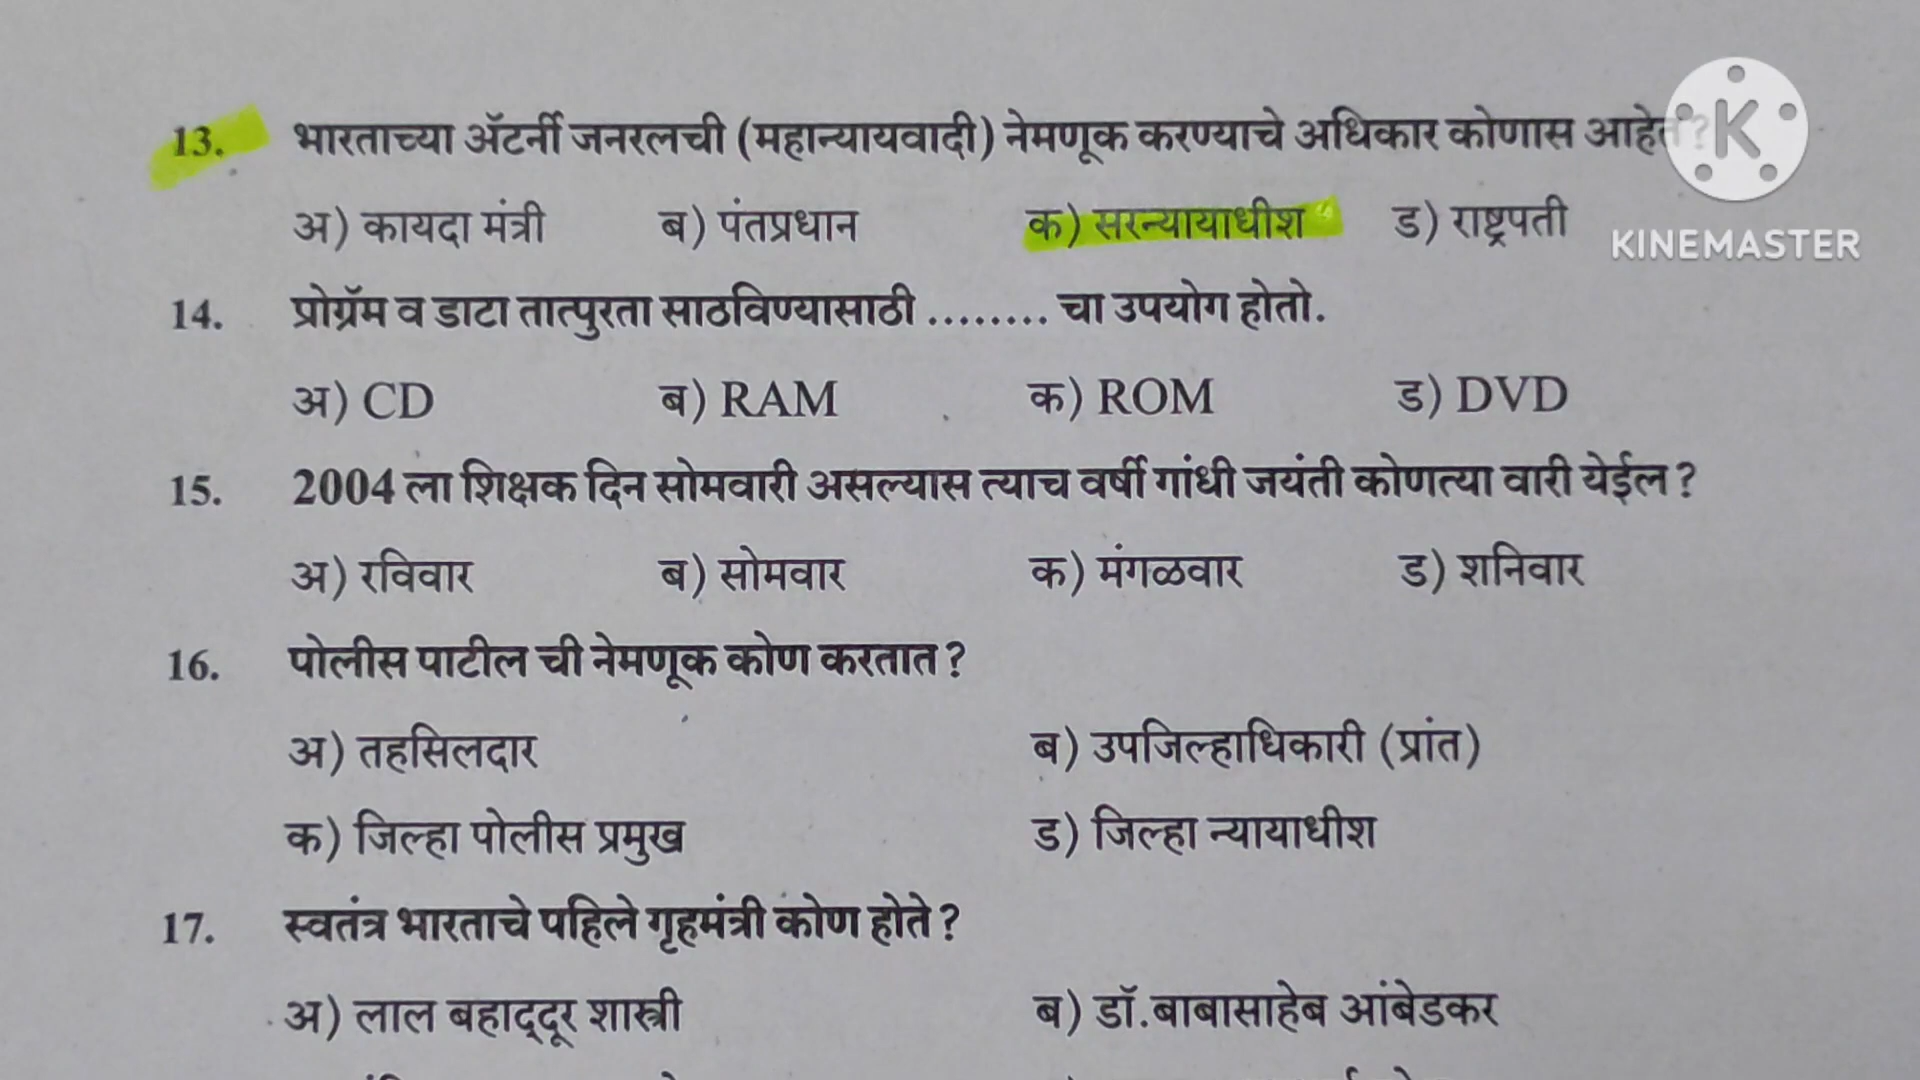 13. भारताच्या ॲटर्नी जनरलची (महान्यायवादी) नेमणूक करण्याचे अधिकार कोणास आहेत ?
अ) कायदा मंत्री ब) पंतप्रधान क) सरन्यायाधीश ड) राष्ट्रपती
K
KINEMASTER
14. प्रोग्रॅम व डाटा तात्पुरता साठविण्यासाठी ........ चा उपयोग होतो.
अ) CD ब) RAM क) ROM ड) DVD
15. 2004 ला शिक्षक दिन सोमवारी असल्यास त्याच वर्षी गांधी जयंती कोणत्या वारी येईल ?
अ) रविवार ब) सोमवार क) मंगळवार ड) शनिवार
16. पोलीस पाटील ची नेमणूक कोण करतात ?
अ) तहसिलदार ब) उपजिल्हाधिकारी (प्रांत)
क) जिल्हा पोलीस प्रमुख ड) जिल्हा न्यायाधीश
17. स्वतंत्र भारताचे पहिले गृहमंत्री कोण होते ?
अ) लाल बहाद्दूर शास्त्री ब) डॉ.बाबासाहेब आंबेडकर